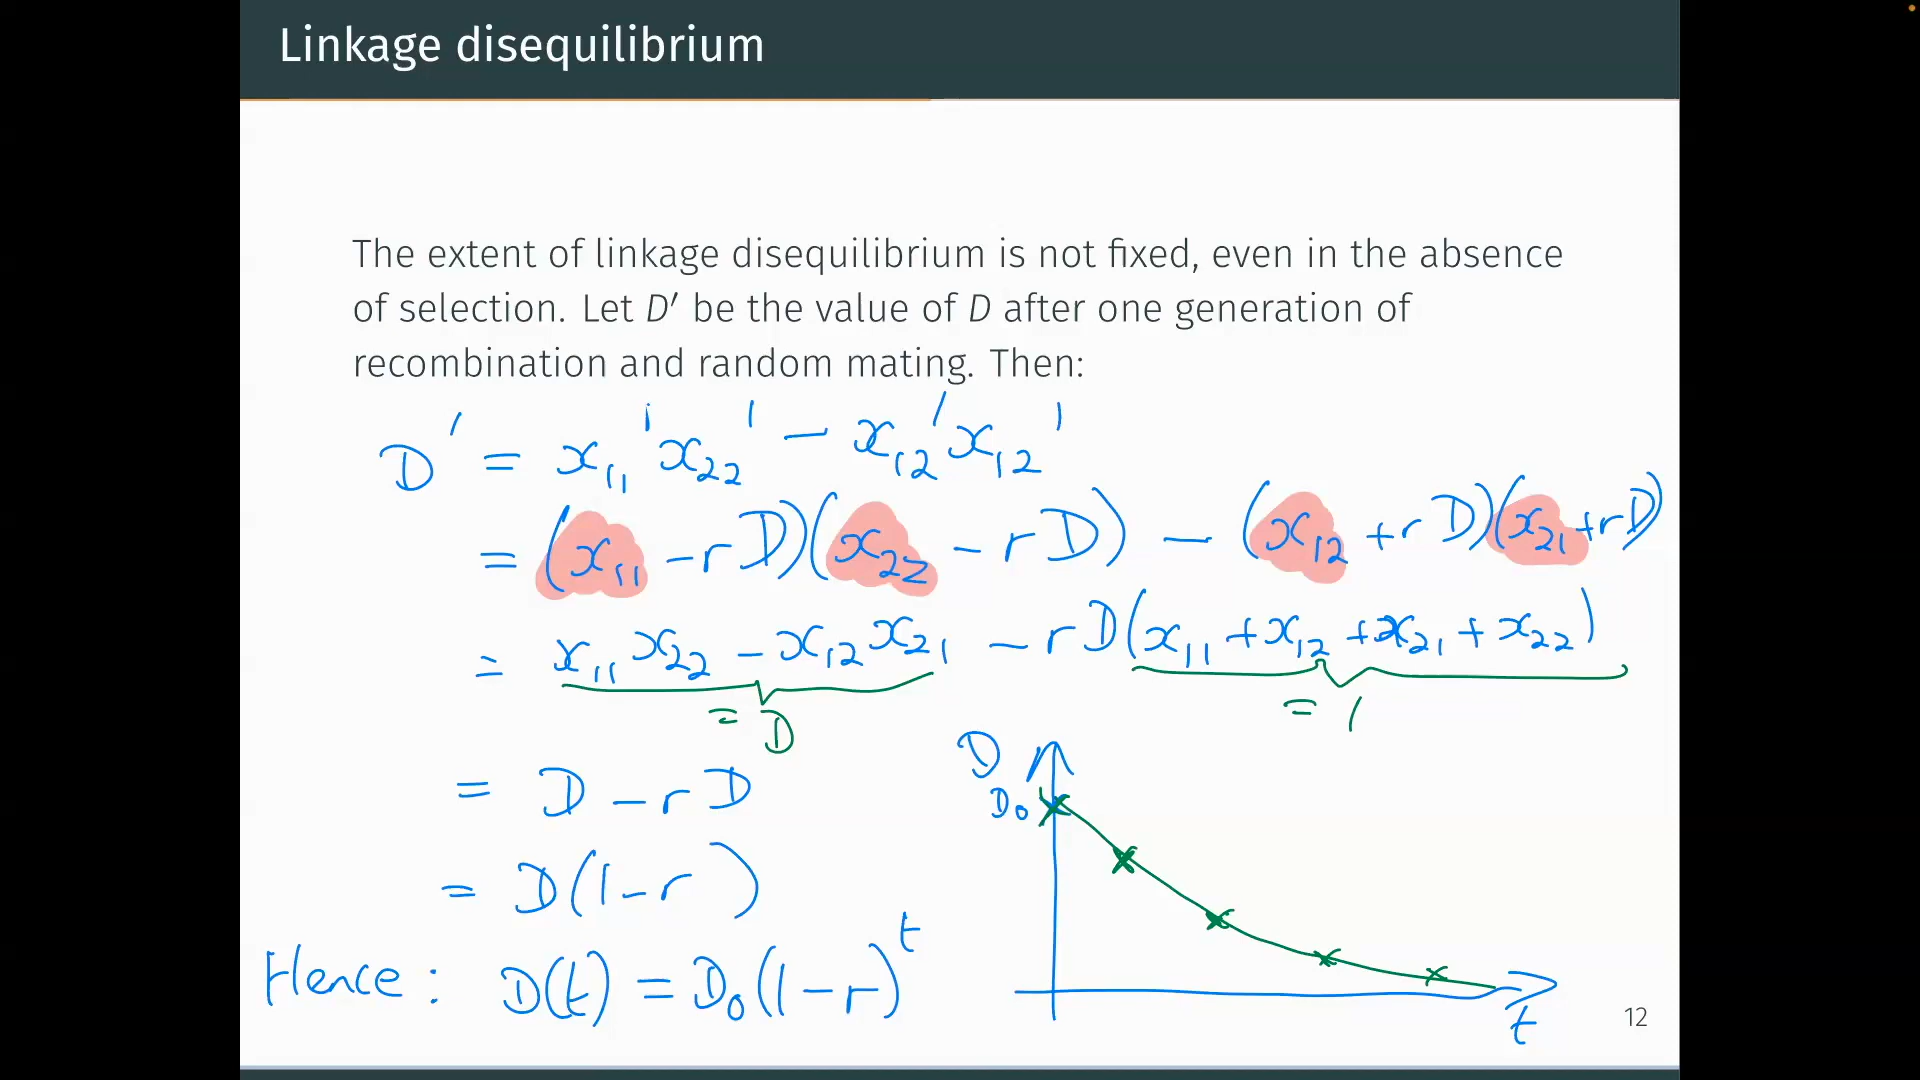 Linkage disequilibrium
The extent of linkage disequilibrium is not fixed, even in the absence
of selection. Let D′ be the value of D after one generation of
recombination and random mating. Then:
D' = x₁₁'x₂₂' − x₁₂'x₁₂'
= (x₁₁ − rD)(x₂₂ − rD) − (x₁₂ + rD)(x₂₁ + rD)
= x₁₁x₂₂ − x₁₂x₂₁ − rD(x₁₁ + x₁₂ + x₂₁ + x₂₂)
= D
= 1
= D − rD
= D(1 − r)
Hence: D(t) = D₀(1 − r)ᵗ
D
D₀
t
12